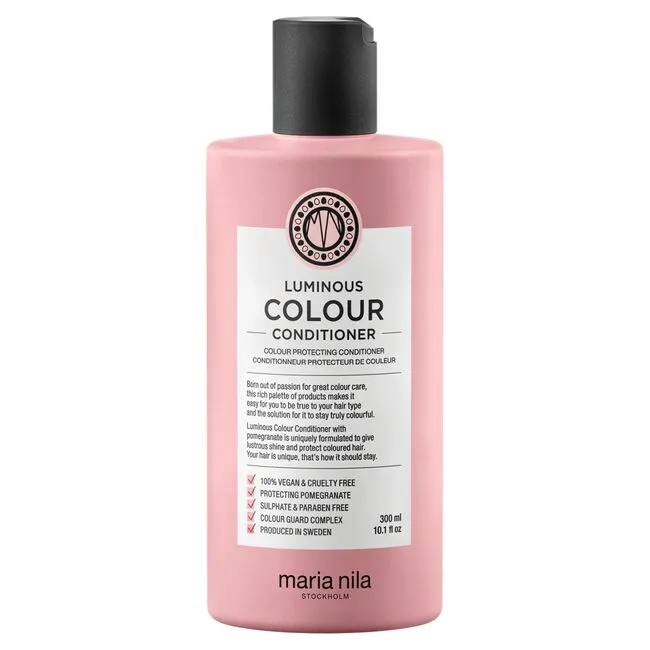 LUMINOUS
COLOUR
CONDITIONER
COLOUR PROTECTING CONDITIONER
CONDITIONNEUR PROTECTEUR DE COULEUR
Born out of passion for great colour care,
this rich palette of products makes it
easy for you to be true to your hair type
and the solution for it to stay truly colourful.
Luminous Colour Conditioner with
pomegranate is uniquely formulated to give
lustrous shine and protect coloured hair.
Your hair is unique, that's how it should stay.
100% VEGAN & CRUELTY FREE
PROTECTING POMEGRANATE
SULPHATE & PARABEN FREE
COLOUR GUARD COMPLEX
PRODUCED IN SWEDEN
300 ml
10.1 fl oz
maria nila
STOCKHOLM